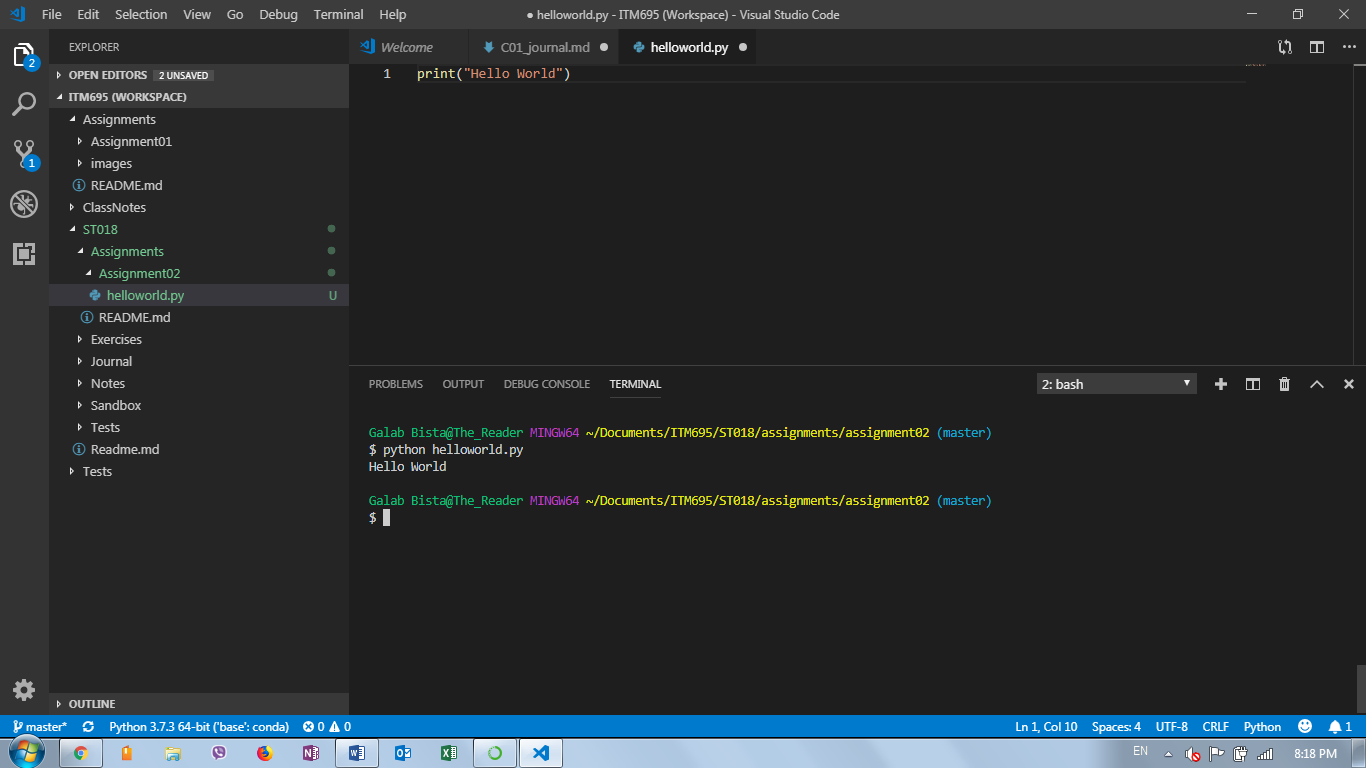 File Edit Selection View Go Debug Terminal Help
● helloworld.py - ITM695 (Workspace) - Visual Studio Code
EXPLORER
2
1
OPEN EDITORS 2 UNSAVED
ITM695 (WORKSPACE)
Assignments
Assignment01
images
README.md
ClassNotes
ST018
Assignments
Assignment02
helloworld.py U
README.md
Exercises
Journal
Notes
Sandbox
Tests
Readme.md
Tests
OUTLINE
Welcome C01_journal.md helloworld.py
1 print("Hello World")
PROBLEMS OUTPUT DEBUG CONSOLE TERMINAL 2: bash
Galab Bista@The_Reader MINGW64 ~/Documents/ITM695/ST018/assignments/assignment02 (master)
$ python helloworld.py
Hello World
Galab Bista@The_Reader MINGW64 ~/Documents/ITM695/ST018/assignments/assignment02 (master)
$
master* Python 3.7.3 64-bit ('base': conda) 0 0 Ln 1, Col 10 Spaces: 4 UTF-8 CRLF Python 1
EN 8:18 PM